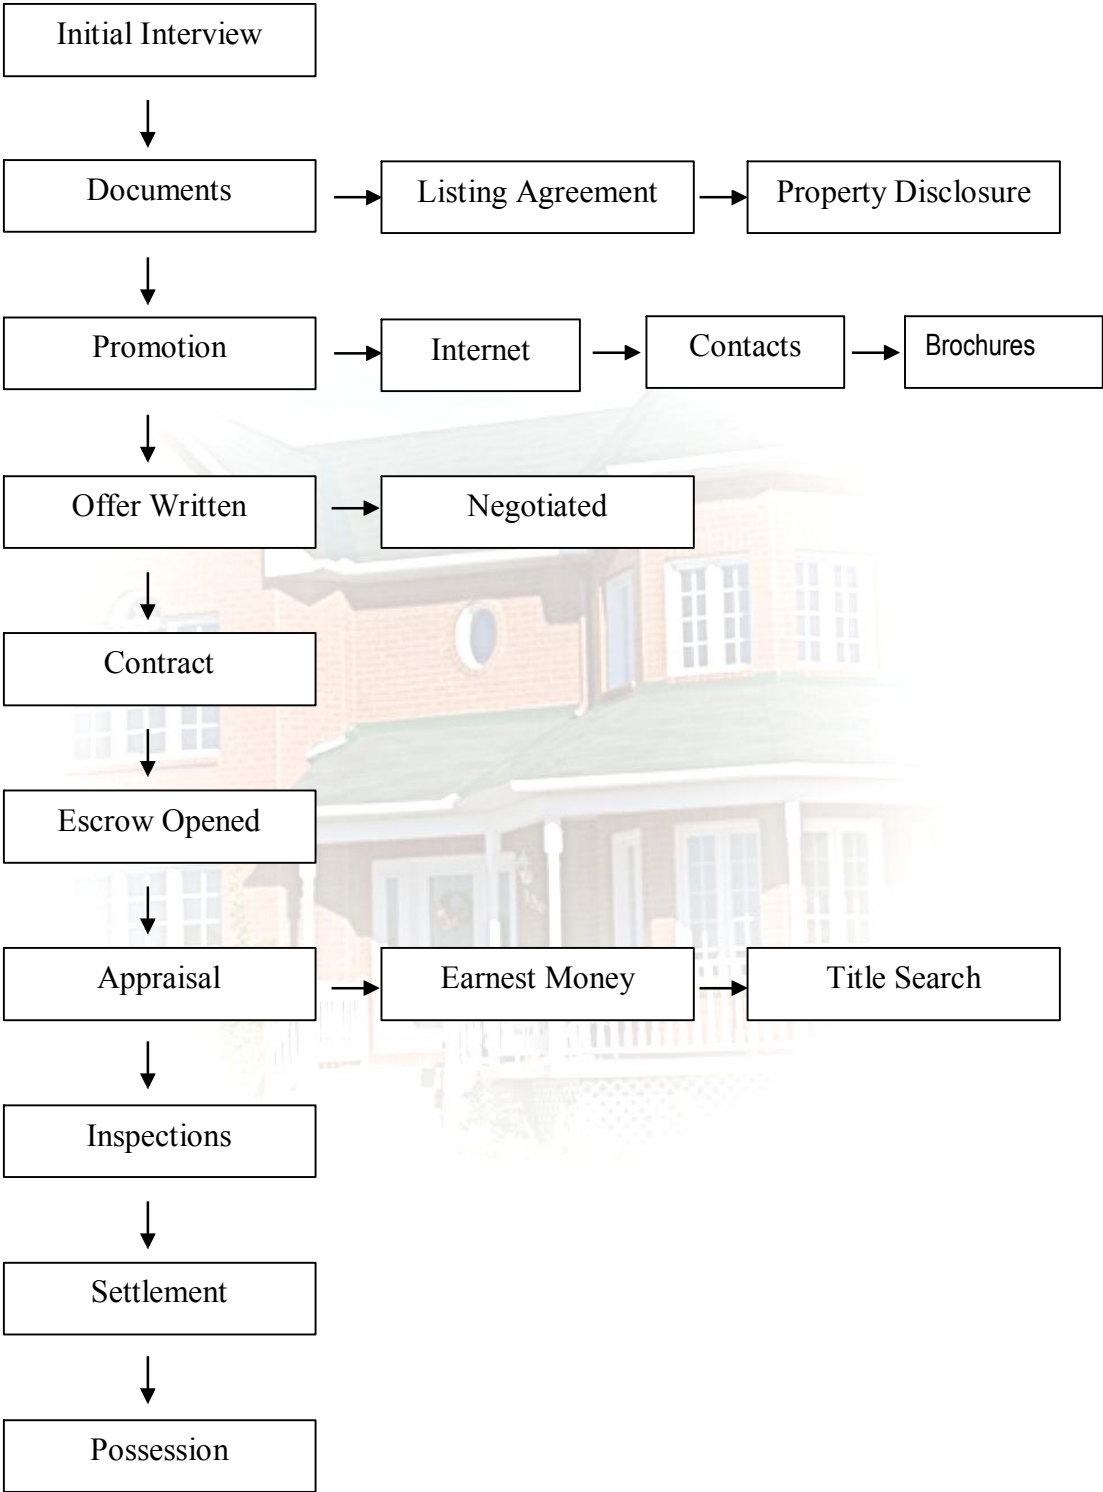 Initial Interview
Documents
Listing Agreement
Property Disclosure
Promotion
Internet
Contacts
Brochures
Offer Written
Negotiated
Contract
Escrow Opened
Appraisal
Earnest Money
Title Search
Inspections
Settlement
Possession